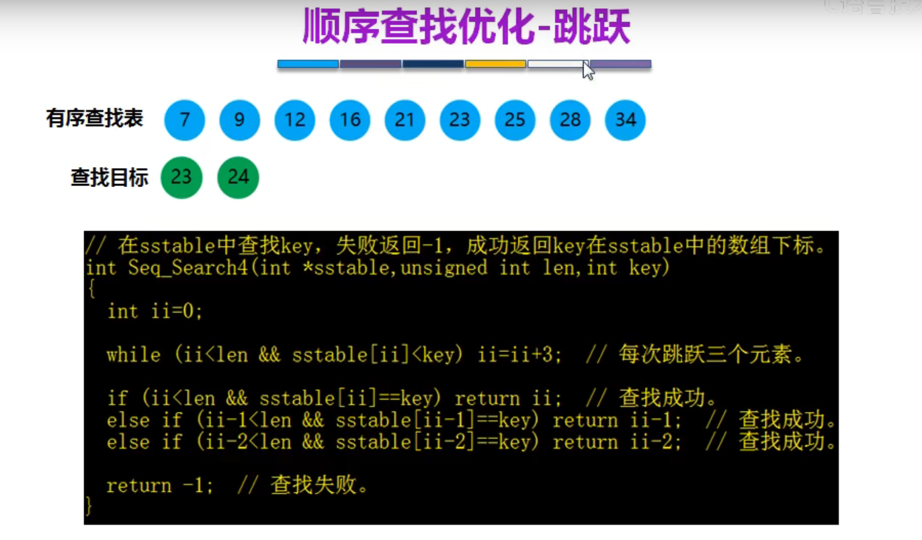 顺序查找优化-跳跃
有序查找表 7 9 12 16 21 23 25 28 34
查找目标 23 24
// 在sstable中查找key，失败返回-1，成功返回key在sstable中的数组下标。
int Seq_Search4(int *sstable,unsigned int len,int key)
{
int ii=0;
while (ii<len && sstable[ii]<key) ii=ii+3; // 每次跳跃三个元素。
if (ii<len && sstable[ii]==key) return ii; // 查找成功。
else if (ii-1<len && sstable[ii-1]==key) return ii-1; // 查找成功。
else if (ii-2<len && sstable[ii-2]==key) return ii-2; // 查找成功。
return -1; // 查找失败。
}